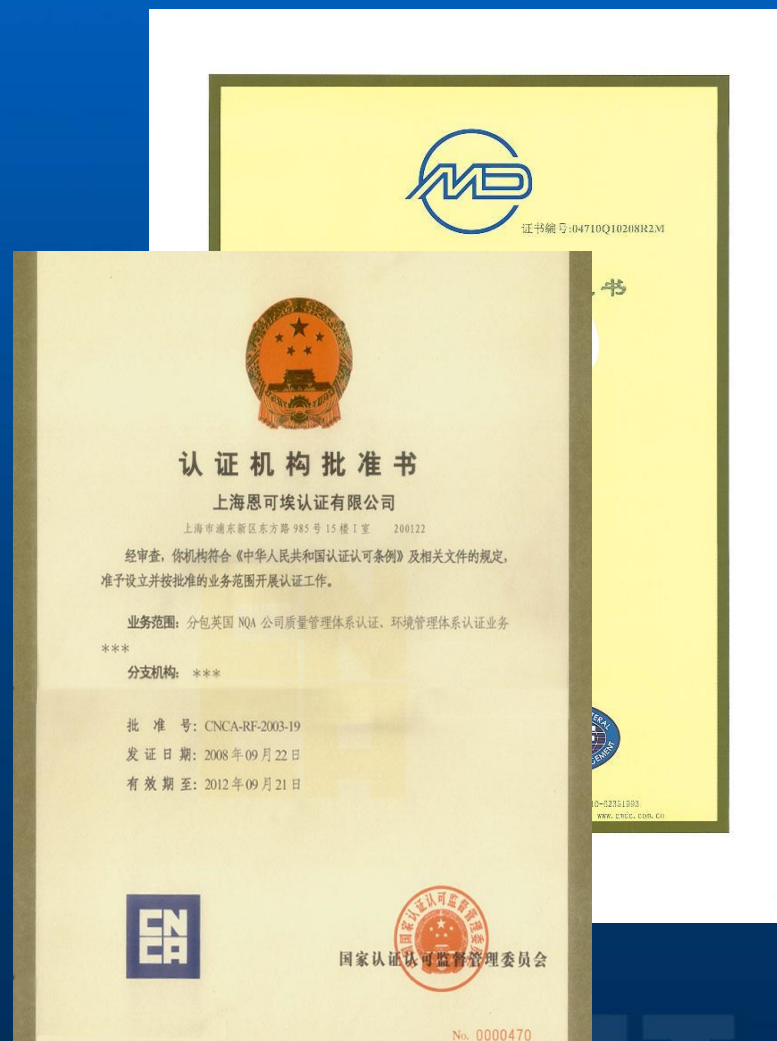 证书编号:04710Q10208R2M
书
认证机构批准书
上海恩可埃认证有限公司
上海市浦东新区东方路985号15楼I室 200122
经审查，你机构符合《中华人民共和国认证认可条例》及相关文件的规定，
准予设立并按批准的业务范围开展认证工作。
业务范围：分包英国 NQA 公司质量管理体系认证、环境管理体系认证业务
***
分支机构： ***
批 准 号：CNCA-RF-2003-19
发证日期：2008年09月22日
有效期至：2012年09月21日
CN
CA
国家认证认可监督管理委员会
No. 0000470
10-62351993
www.cncc.com.cn